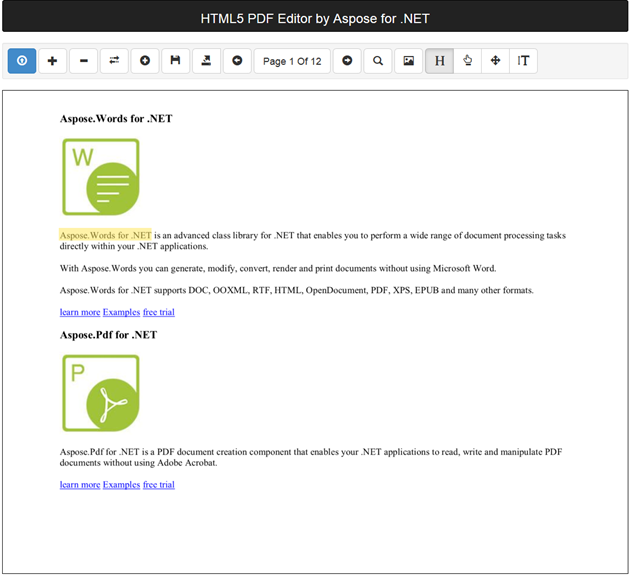 HTML5 PDF Editor by Aspose for .NET
Page 1 Of 12
H
T
Aspose.Words for .NET
W
Aspose.Words for .NET is an advanced class library for .NET that enables you to perform a wide range of document processing tasks
directly within your .NET applications.
With Aspose.Words you can generate, modify, convert, render and print documents without using Microsoft Word.
Aspose.Words for .NET supports DOC, OOXML, RTF, HTML, OpenDocument, PDF, XPS, EPUB and many other formats.
learn more Examples free trial
Aspose.Pdf for .NET
P
Aspose.Pdf for .NET is a PDF document creation component that enables your .NET applications to read, write and manipulate PDF
documents without using Adobe Acrobat.
learn more Examples free trial